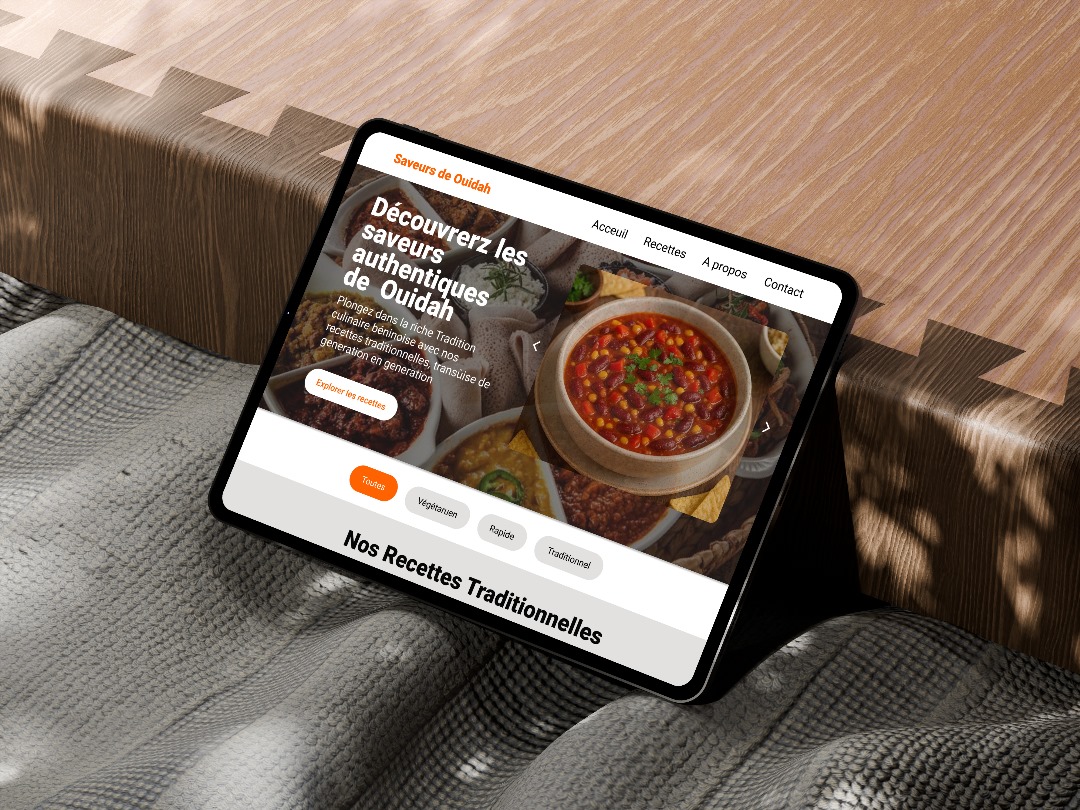 Saveurs de Ouidah
Acceuil Recettes A propos Contact
Découvrerz les
saveurs
authentiques
de Ouidah
Plongez dans la riche Tradition
culinaire béninoise avec nos
recettes traditionnelles, transuise de
generation en generation
Explorer les recettes
Toutes Végétarien Rapide Traditionnel
Nos Recettes Traditionnelles